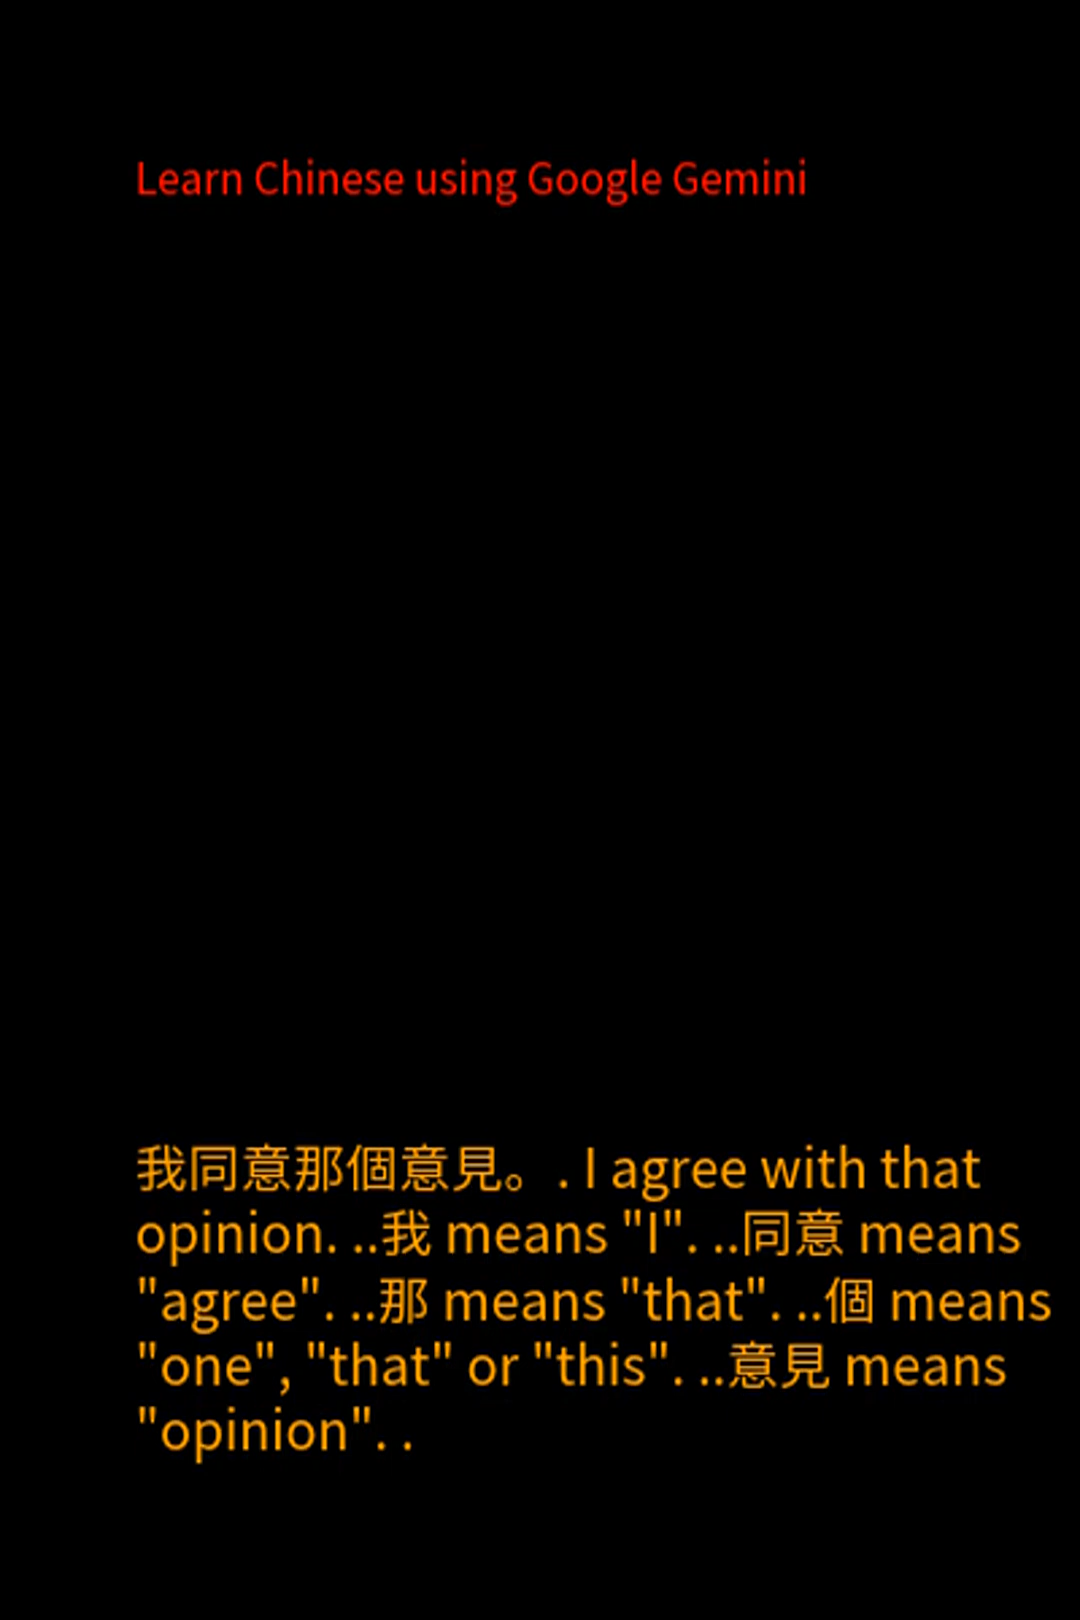 Learn Chinese using Google Gemini
我同意那個意見。. I agree with that
opinion. ..我 means "I". ..同意 means
"agree". ..那 means "that". ..個 means
"one", "that" or "this". ..意見 means
"opinion". .